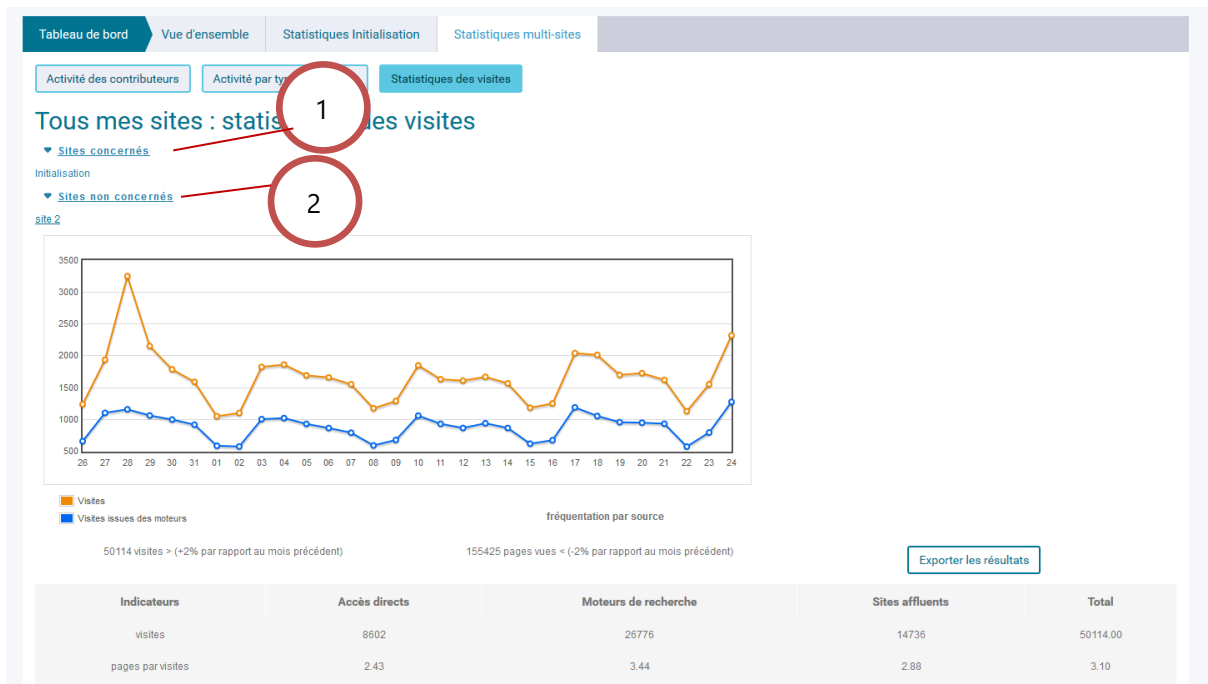 Tableau de bord Vue d'ensemble Statistiques Initialisation Statistiques multi-sites
Activité des contributeurs Activité par Statistiques des visites
1
Tous mes sites : visites
Sites concernés
Initialisation
Sites non concernés
2
site 2
3500
3000
2500
2000
1500
1000
500
26 27 28 29 30 31 01 02 03 04 05 06 07 08 09 10 11 12 13 14 15 16 17 18 19 20 21 22 23 24
Visites
Visites issues des moteurs
fréquentation par source
50114 visites > (+2% par rapport au mois précédent) 155425 pages vues < (-2% par rapport au mois précédent)
Exporter les résultats
Indicateurs Accès directs Moteurs de recherche Sites affluents Total
visites 8602 26776 14736 50114.00
pages par visites 2.43 3.44 2.88 3.10